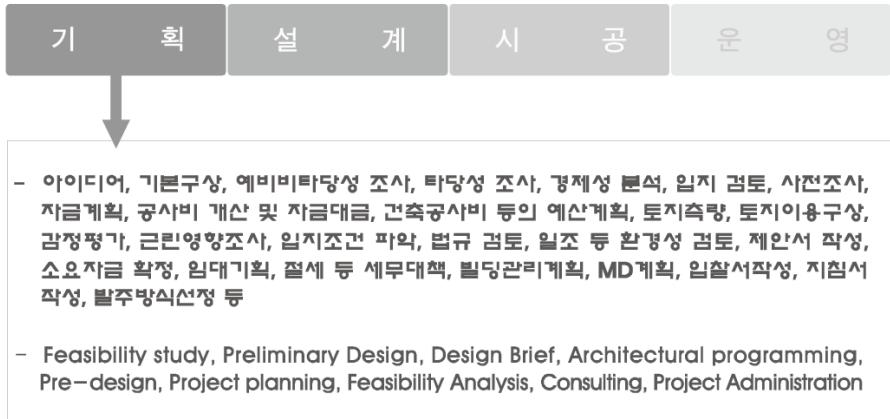 기 획 설 계 시 공 운 영
- 아이디어, 기본구상, 예비비타당성 조사, 타당성 조사, 경제성 분석, 입지 검토, 사전조사,
자금계획, 공사비 개산 및 자금대금, 건축공사비 등의 예산계획, 토지측량, 토지이용구상,
감정평가, 근린영향조사, 입지조건 파악, 법규 검토, 일조 등 환경성 검토, 제안서 작성,
소요자금 확정, 임대기획, 절세 등 세무대책, 빌딩관리계획, MD계획, 입찰서작성, 지침서
작성, 발주방식선정 등
- Feasibility study, Preliminary Design, Design Brief, Architectural programming,
Pre-design, Project planning, Feasibility Analysis, Consulting, Project Administration